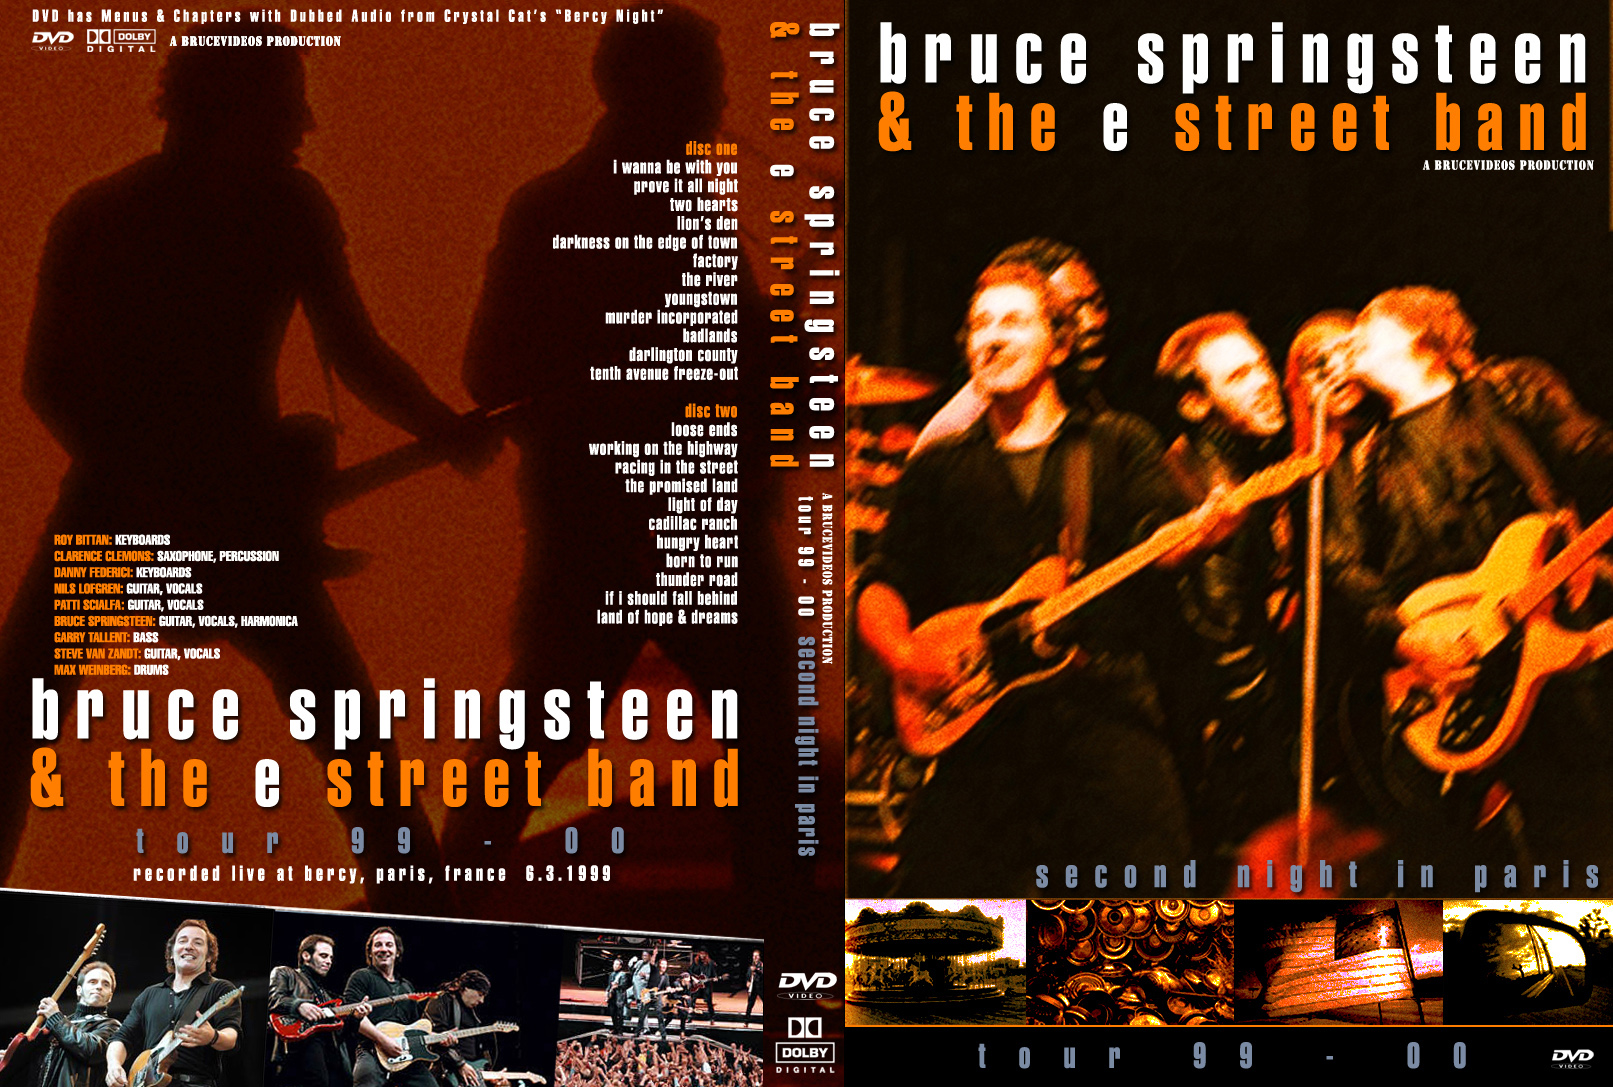 DVD has Menus & Chapters with Dubbed Audio from Crystal Cat's "Bercy Night"
DVD VIDEO
DOLBY DIGITAL
A BRUCEVIDEOS PRODUCTION
disc one
i wanna be with you
prove it all night
two hearts
lion's den
darkness on the edge of town
factory
the river
youngstown
murder incorporated
badlands
darlington county
tenth avenue freeze-out
disc two
loose ends
working on the highway
racing in the street
the promised land
light of day
cadillac ranch
hungry heart
born to run
thunder road
if i should fall behind
land of hope & dreams
ROY BITTAN: KEYBOARDS
CLARENCE CLEMONS: SAXOPHONE, PERCUSSION
DANNY FEDERICI: KEYBOARDS
NILS LOFGREN: GUITAR, VOCALS
PATTI SCIALFA: GUITAR, VOCALS
BRUCE SPRINGSTEEN: GUITAR, VOCALS, HARMONICA
GARRY TALLENT: BASS
STEVE VAN ZANDT: GUITAR, VOCALS
MAX WEINBERG: DRUMS
bruce springsteen
& the e street band
tour 99 - 00
recorded live at bercy, paris, france 6.3.1999
bruce springsteen
& the e street band
A BRUCEVIDEOS PRODUCTION
tour 99 - 00 second night in paris
DVD
VIDEO
DOLBY
DIGITAL
bruce springsteen
& the e street band
A BRUCEVIDEOS PRODUCTION
second night in paris
tour 99 - 00
DVD
VIDEO